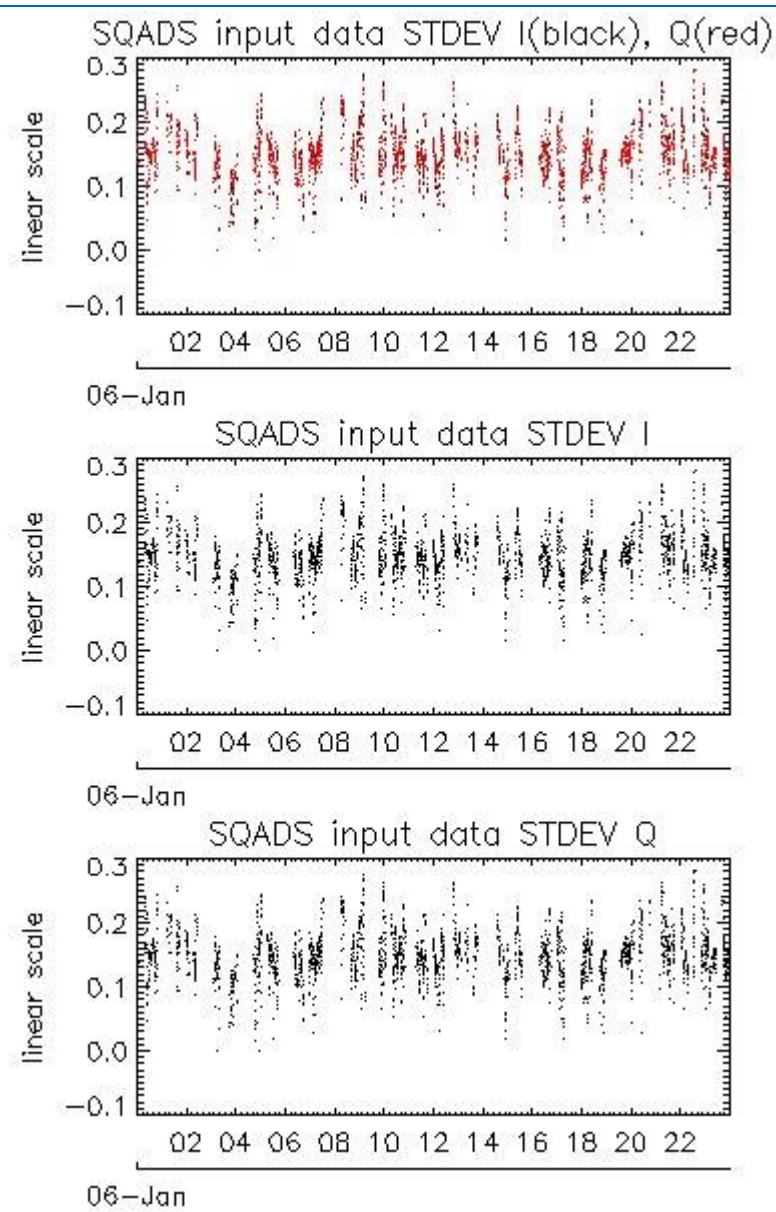 SQADS input data STDEV I(black), Q(red)
0.3
0.2
0.1
0.0
−0.1
linear scale
02 04 06 08 10 12 14 16 18 20 22
06−Jan
SQADS input data STDEV I
0.3
0.2
0.1
0.0
−0.1
linear scale
02 04 06 08 10 12 14 16 18 20 22
06−Jan
SQADS input data STDEV Q
0.3
0.2
0.1
0.0
−0.1
linear scale
02 04 06 08 10 12 14 16 18 20 22
06−Jan